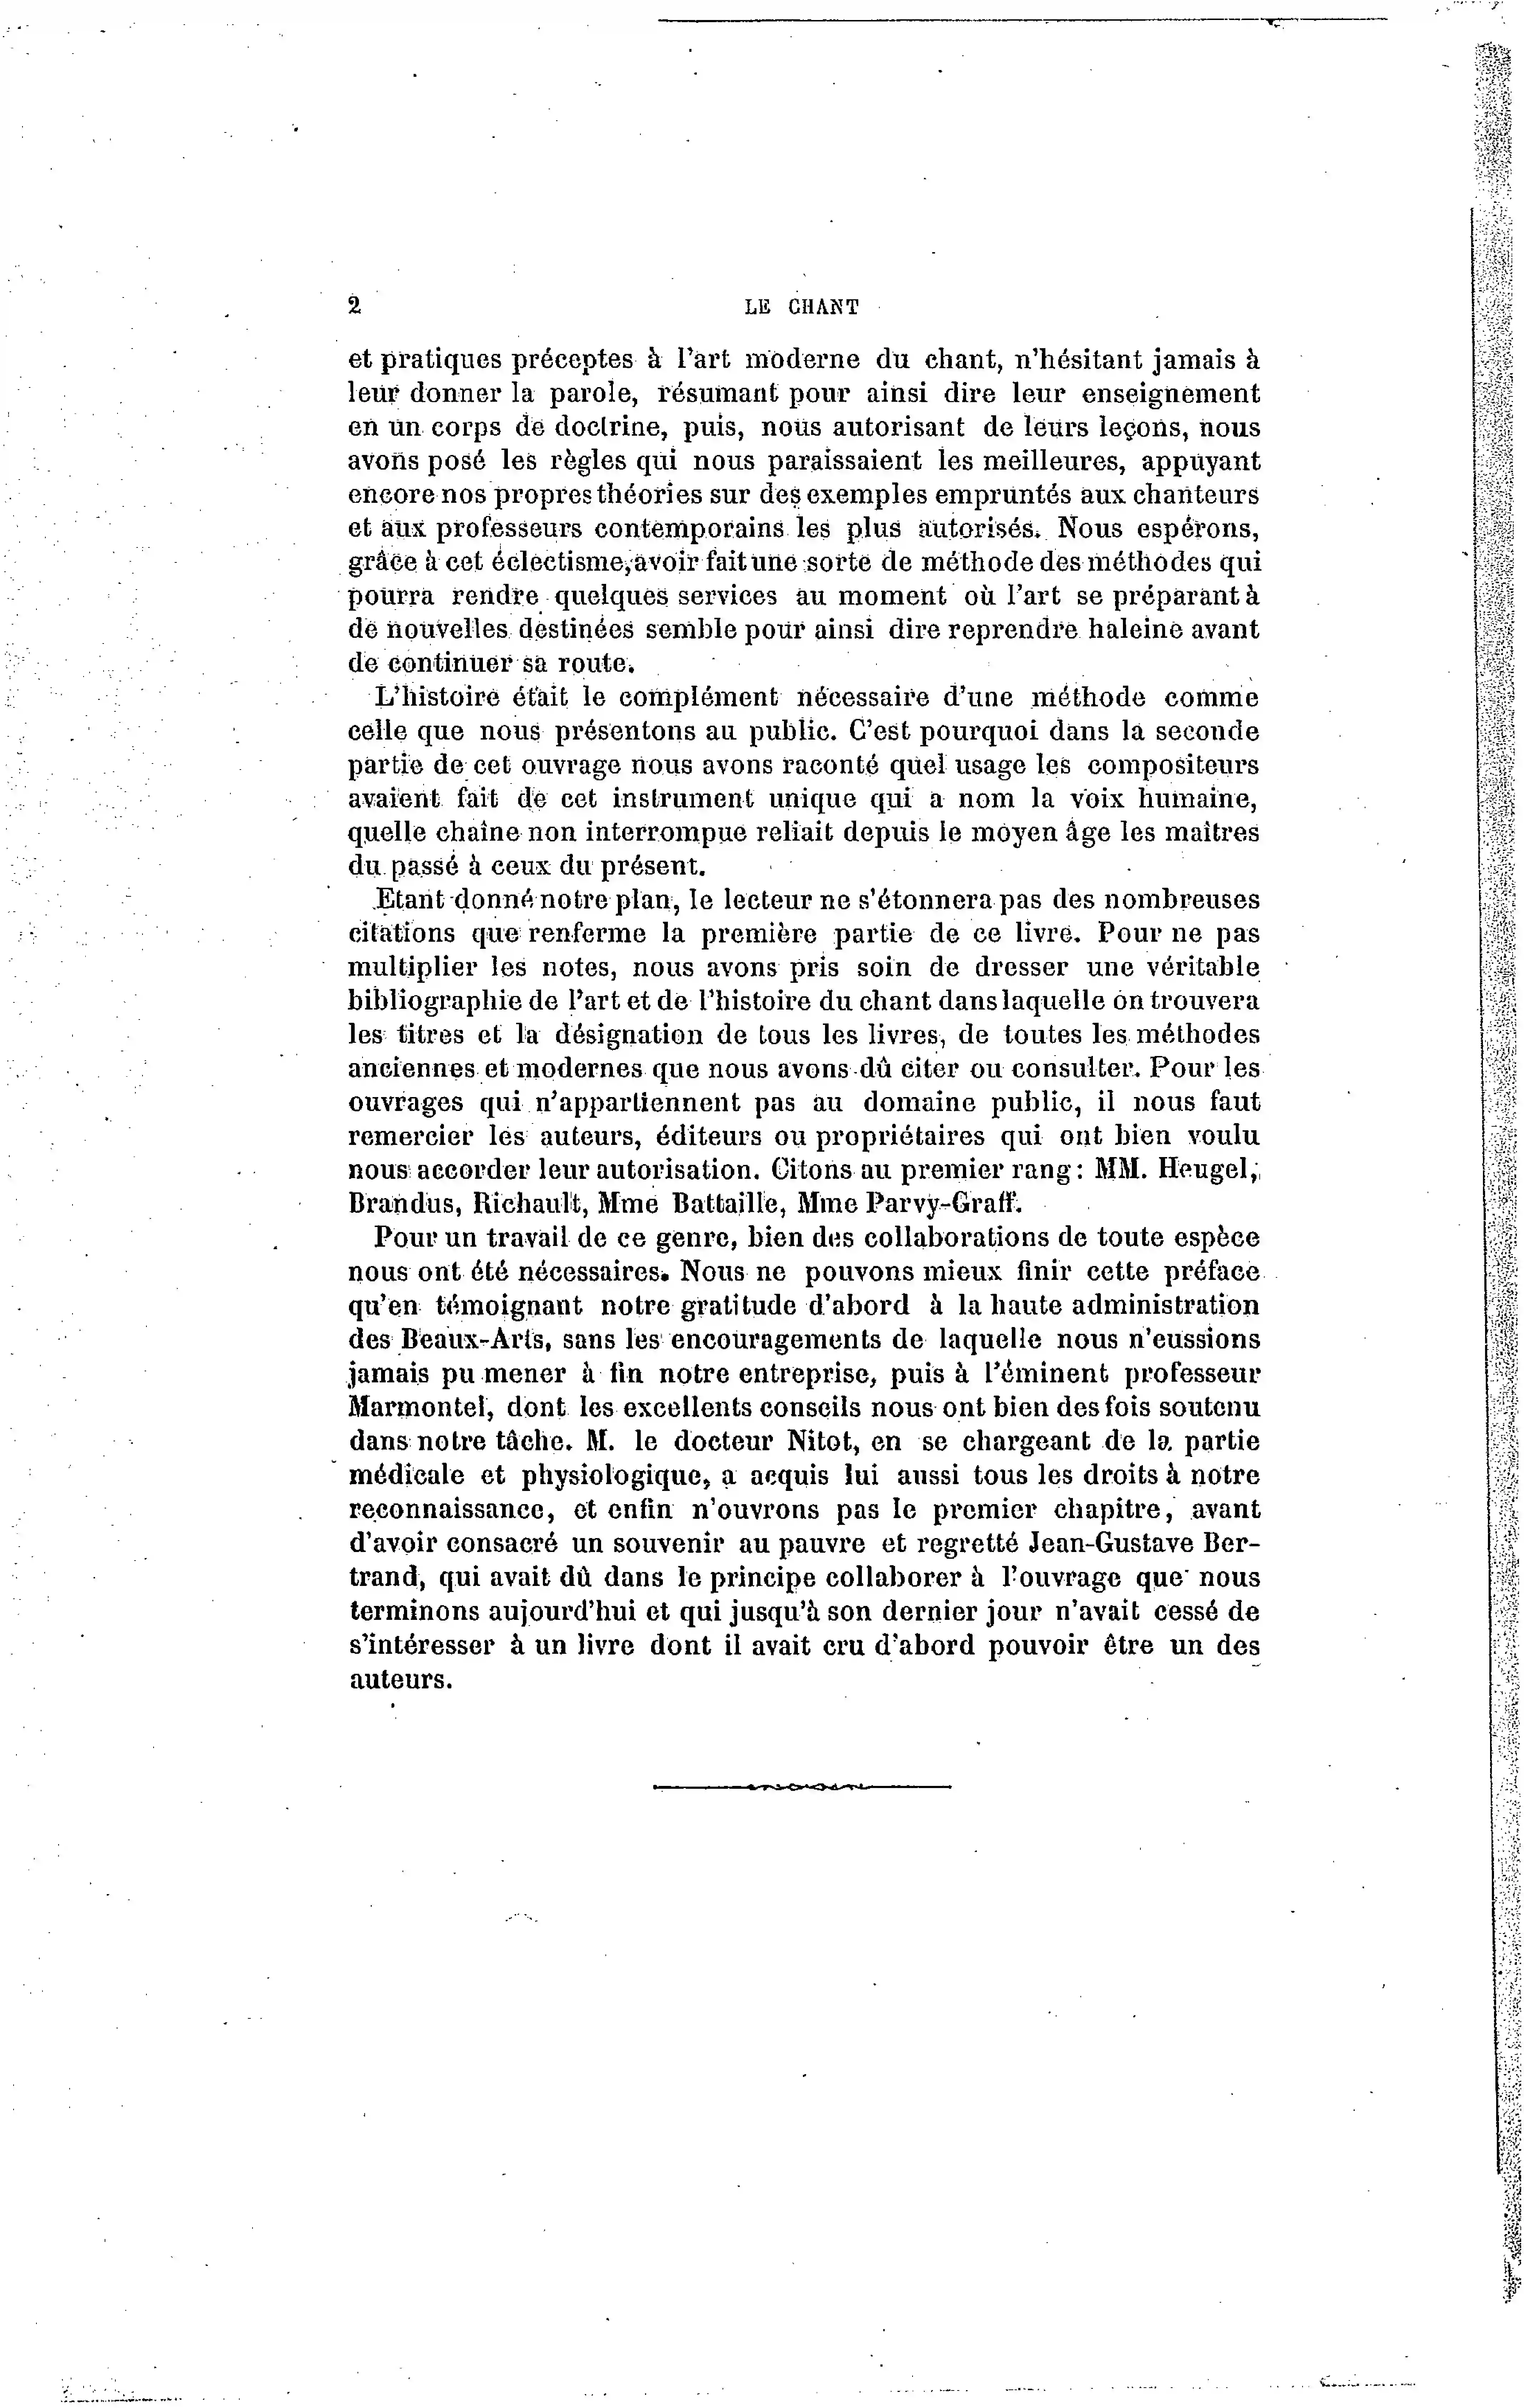 2 LE CHANT
et pratiques préceptes à l'art moderne du chant, n'hésitant jamais à
leur donner la parole, résumant pour ainsi dire leur enseignement
en un corps de doctrine, puis, nous autorisant de leurs leçons, nous
avons posé les règles qui nous paraissaient les meilleures, appuyant
encore nos propres théories sur des exemples empruntés aux chanteurs
et aux professeurs contemporains les plus autorisés. Nous espérons,
grâce à cet éclectisme, avoir fait une sorte de méthode des méthodes qui
pourra rendre quelques services au moment où l'art se préparant à
de nouvelles destinées semble pour ainsi dire reprendre haleine avant
de continuer sa route.
L'histoire était le complément nécessaire d'une méthode comme
celle que nous présentons au public. C'est pourquoi dans la seconde
partie de cet ouvrage nous avons raconté quel usage les compositeurs
avaient fait de cet instrument unique qui a nom la voix humaine,
quelle chaîne non interrompue reliait depuis le moyen âge les maîtres
du passé à ceux du présent.
Etant donné notre plan, le lecteur ne s'étonnera pas des nombreuses
citations que renferme la première partie de ce livre. Pour ne pas
multiplier les notes, nous avons pris soin de dresser une véritable
bibliographie de l'art et de l'histoire du chant dans laquelle on trouvera
les titres et la désignation de tous les livres, de toutes les méthodes
anciennes et modernes que nous avons dû citer ou consulter. Pour les
ouvrages qui n'appartiennent pas au domaine public, il nous faut
remercier les auteurs, éditeurs ou propriétaires qui ont bien voulu
nous accorder leur autorisation. Citons au premier rang : MM. Heugel,
Brandus, Richault, Mme Battaille, Mme Parvy-Graff.
Pour un travail de ce genre, bien des collaborations de toute espèce
nous ont été nécessaires. Nous ne pouvons mieux finir cette préface
qu'en témoignant notre gratitude d'abord à la haute administration
des Beaux-Arts, sans les encouragements de laquelle nous n'eussions
jamais pu mener à fin notre entreprise, puis à l'éminent professeur
Marmontel, dont les excellents conseils nous ont bien des fois soutenu
dans notre tâche. M. le docteur Nitot, en se chargeant de la partie
médicale et physiologique, a acquis lui aussi tous les droits à notre
reconnaissance, et enfin n'ouvrons pas le premier chapitre, avant
d'avoir consacré un souvenir au pauvre et regretté Jean-Gustave Ber-
trand, qui avait dû dans le principe collaborer à l'ouvrage que nous
terminons aujourd'hui et qui jusqu'à son dernier jour n'avait cessé de
s'intéresser à un livre dont il avait cru d'abord pouvoir être un des
auteurs.